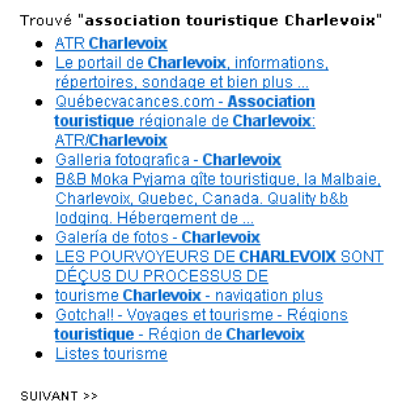 Trouvé "association touristique Charlevoix"
ATR Charlevoix
Le portail de Charlevoix, informations,
répertoires, sondage et bien plus ...
Québecvacances.com - Association
touristique régionale de Charlevoix:
ATR/Charlevoix
Galleria fotografica - Charlevoix
B&B Moka Pyjama gîte touristique, la Malbaie,
Charlevoix, Quebec, Canada. Quality b&b
lodging. Hébergement de ...
Galería de fotos - Charlevoix
LES POURVOYEURS DE CHARLEVOIX SONT
DÉÇUS DU PROCESSUS DE
tourisme Charlevoix - navigation plus
Gotcha!! - Voyages et tourisme - Régions
touristique - Région de Charlevoix
Listes tourisme
SUIVANT >>